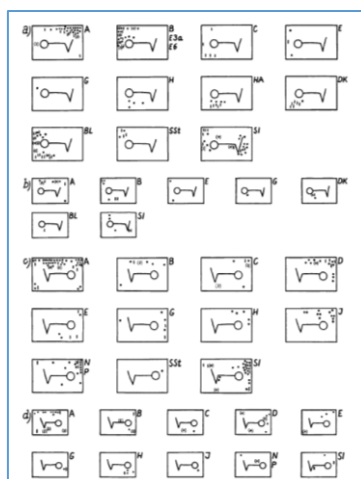 a) A B E3a E6 C E
G H HA DK
BL SSt SI
b) A B E G DK
BL SI
c) A B C D
E G H J
N P SSt SI
d) A B C D E
G H J N P SI